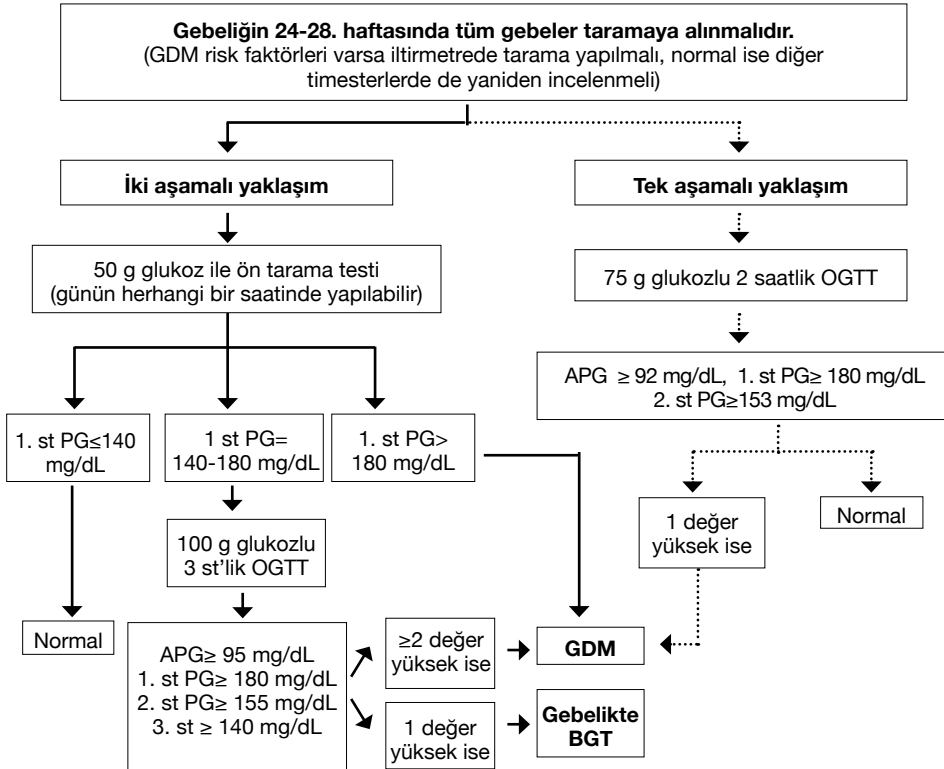 Gebeliğin 24-28. haftasında tüm gebeler taramaya alınmalıdır.
(GDM risk faktörleri varsa iltirmetrede tarama yapılmalı, normal ise diğer
timesterlerde de yaniden incelenmeli)
İki aşamalı yaklaşım
Tek aşamalı yaklaşım
50 g glukoz ile ön tarama testi
(günün herhangi bir saatinde yapılabilir)
75 g glukozlu 2 saatlik OGTT
APG ≥ 92 mg/dL, 1. st PG≥ 180 mg/dL
2. st PG≥153 mg/dL
1. st PG≤140
mg/dL
1 st PG=
140-180 mg/dL
1. st PG>
180 mg/dL
1 değer
yüksek ise
Normal
100 g glukozlu
3 st’lik OGTT
Normal
APG≥ 95 mg/dL
1. st PG≥ 180 mg/dL
2. st PG≥ 155 mg/dL
3. st ≥ 140 mg/dL
≥2 değer
yüksek ise
GDM
1 değer
yüksek ise
Gebelikte
BGT